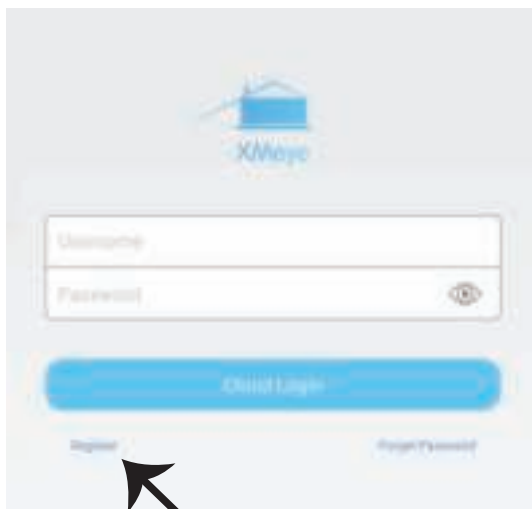 XMeye
Username
Password
Cloud Login
Register
Forget Password